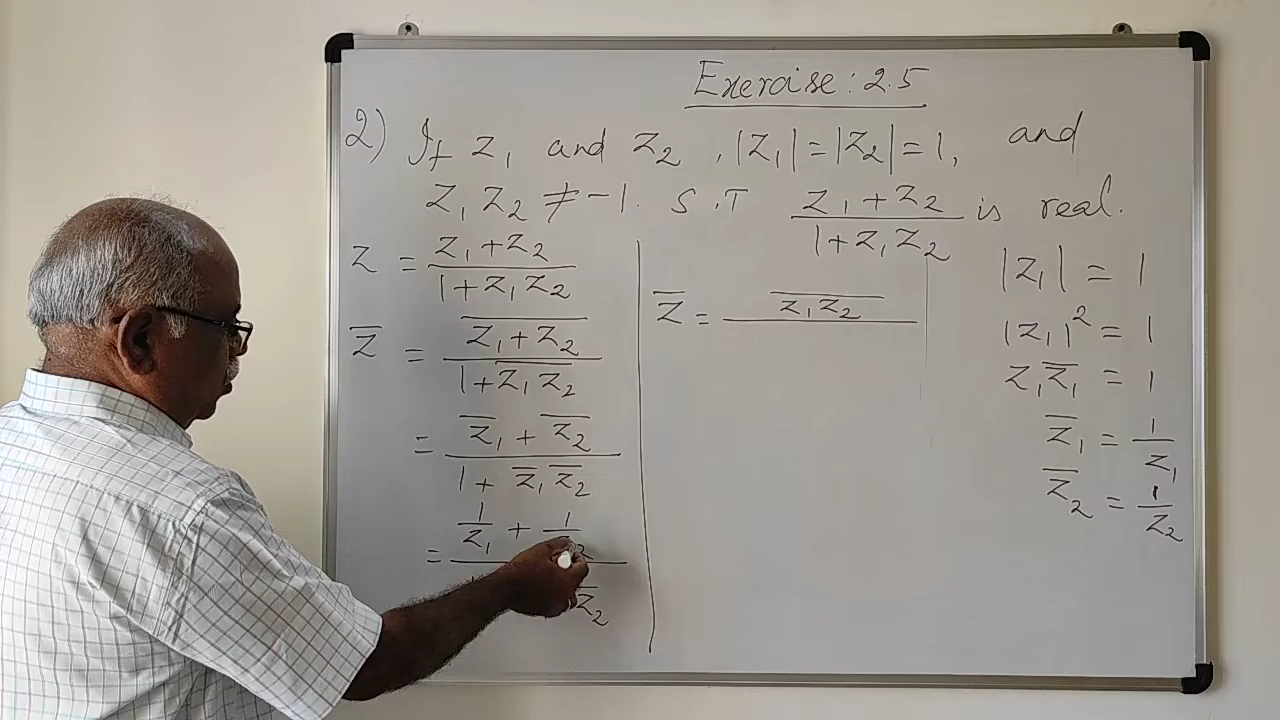 Exercise : 2.5
2) If z₁ and z₂ , |z₁| = |z₂| = 1, and
z₁ z₂ ≠ -1. S.T (z₁ + z₂)/(1 + z₁ z₂) is real.
z = (z₁ + z₂)/(1 + z₁ z₂)
z̄ = (z₁ + z₂)‾/(1 + (z₁ z₂)‾)
= (z̄₁ + z̄₂)/(1 + z̄₁ z̄₂)
= (1/z₁ + 1/z₂)/( z̄₂
z̄ = (z₁ z₂)‾/
|z₁| = 1
|z₁|² = 1
z₁ z̄₁ = 1
z̄₁ = 1/z₁
z̄₂ = 1/z₂